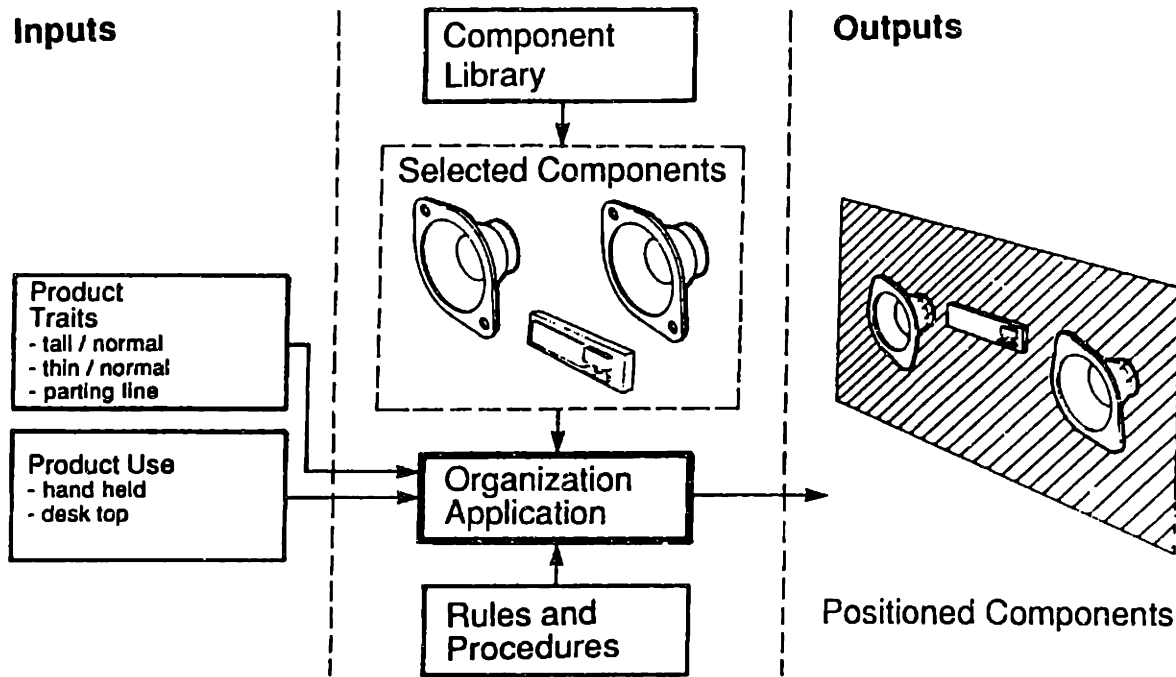 Inputs
Component
Library
Outputs
Selected Components
Product
Traits
- tall / normal
- thin / normal
- parting line
Product Use
- hand held
- desk top
Organization
Application
Rules and
Procedures
Positioned Components